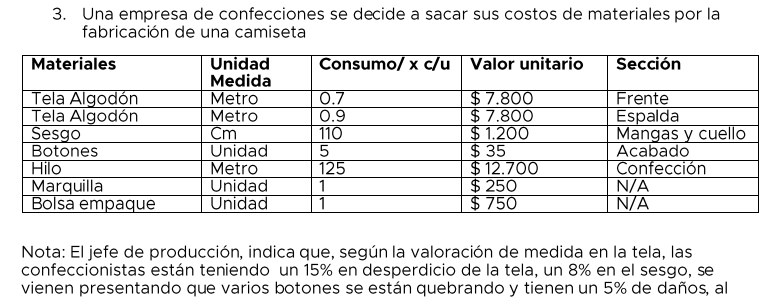 3. Una empresa de confecciones se decide a sacar sus costos de materiales por la
fabricación de una camiseta
Materiales Unidad Medida Consumo/ x c/u Valor unitario Sección
Tela Algodón Metro 0.7 $ 7.800 Frente
Tela Algodón Metro 0.9 $ 7.800 Espalda
Sesgo Cm 110 $ 1.200 Mangas y cuello
Botones Unidad 5 $ 35 Acabado
Hilo Metro 125 $ 12.700 Confección
Marquilla Unidad 1 $ 250 N/A
Bolsa empaque Unidad 1 $ 750 N/A
Nota: El jefe de producción, indica que, según la valoración de medida en la tela, las
confeccionistas están teniendo un 15% en desperdicio de la tela, un 8% en el sesgo, se
vienen presentando que varios botones se están quebrando y tienen un 5% de daños, al